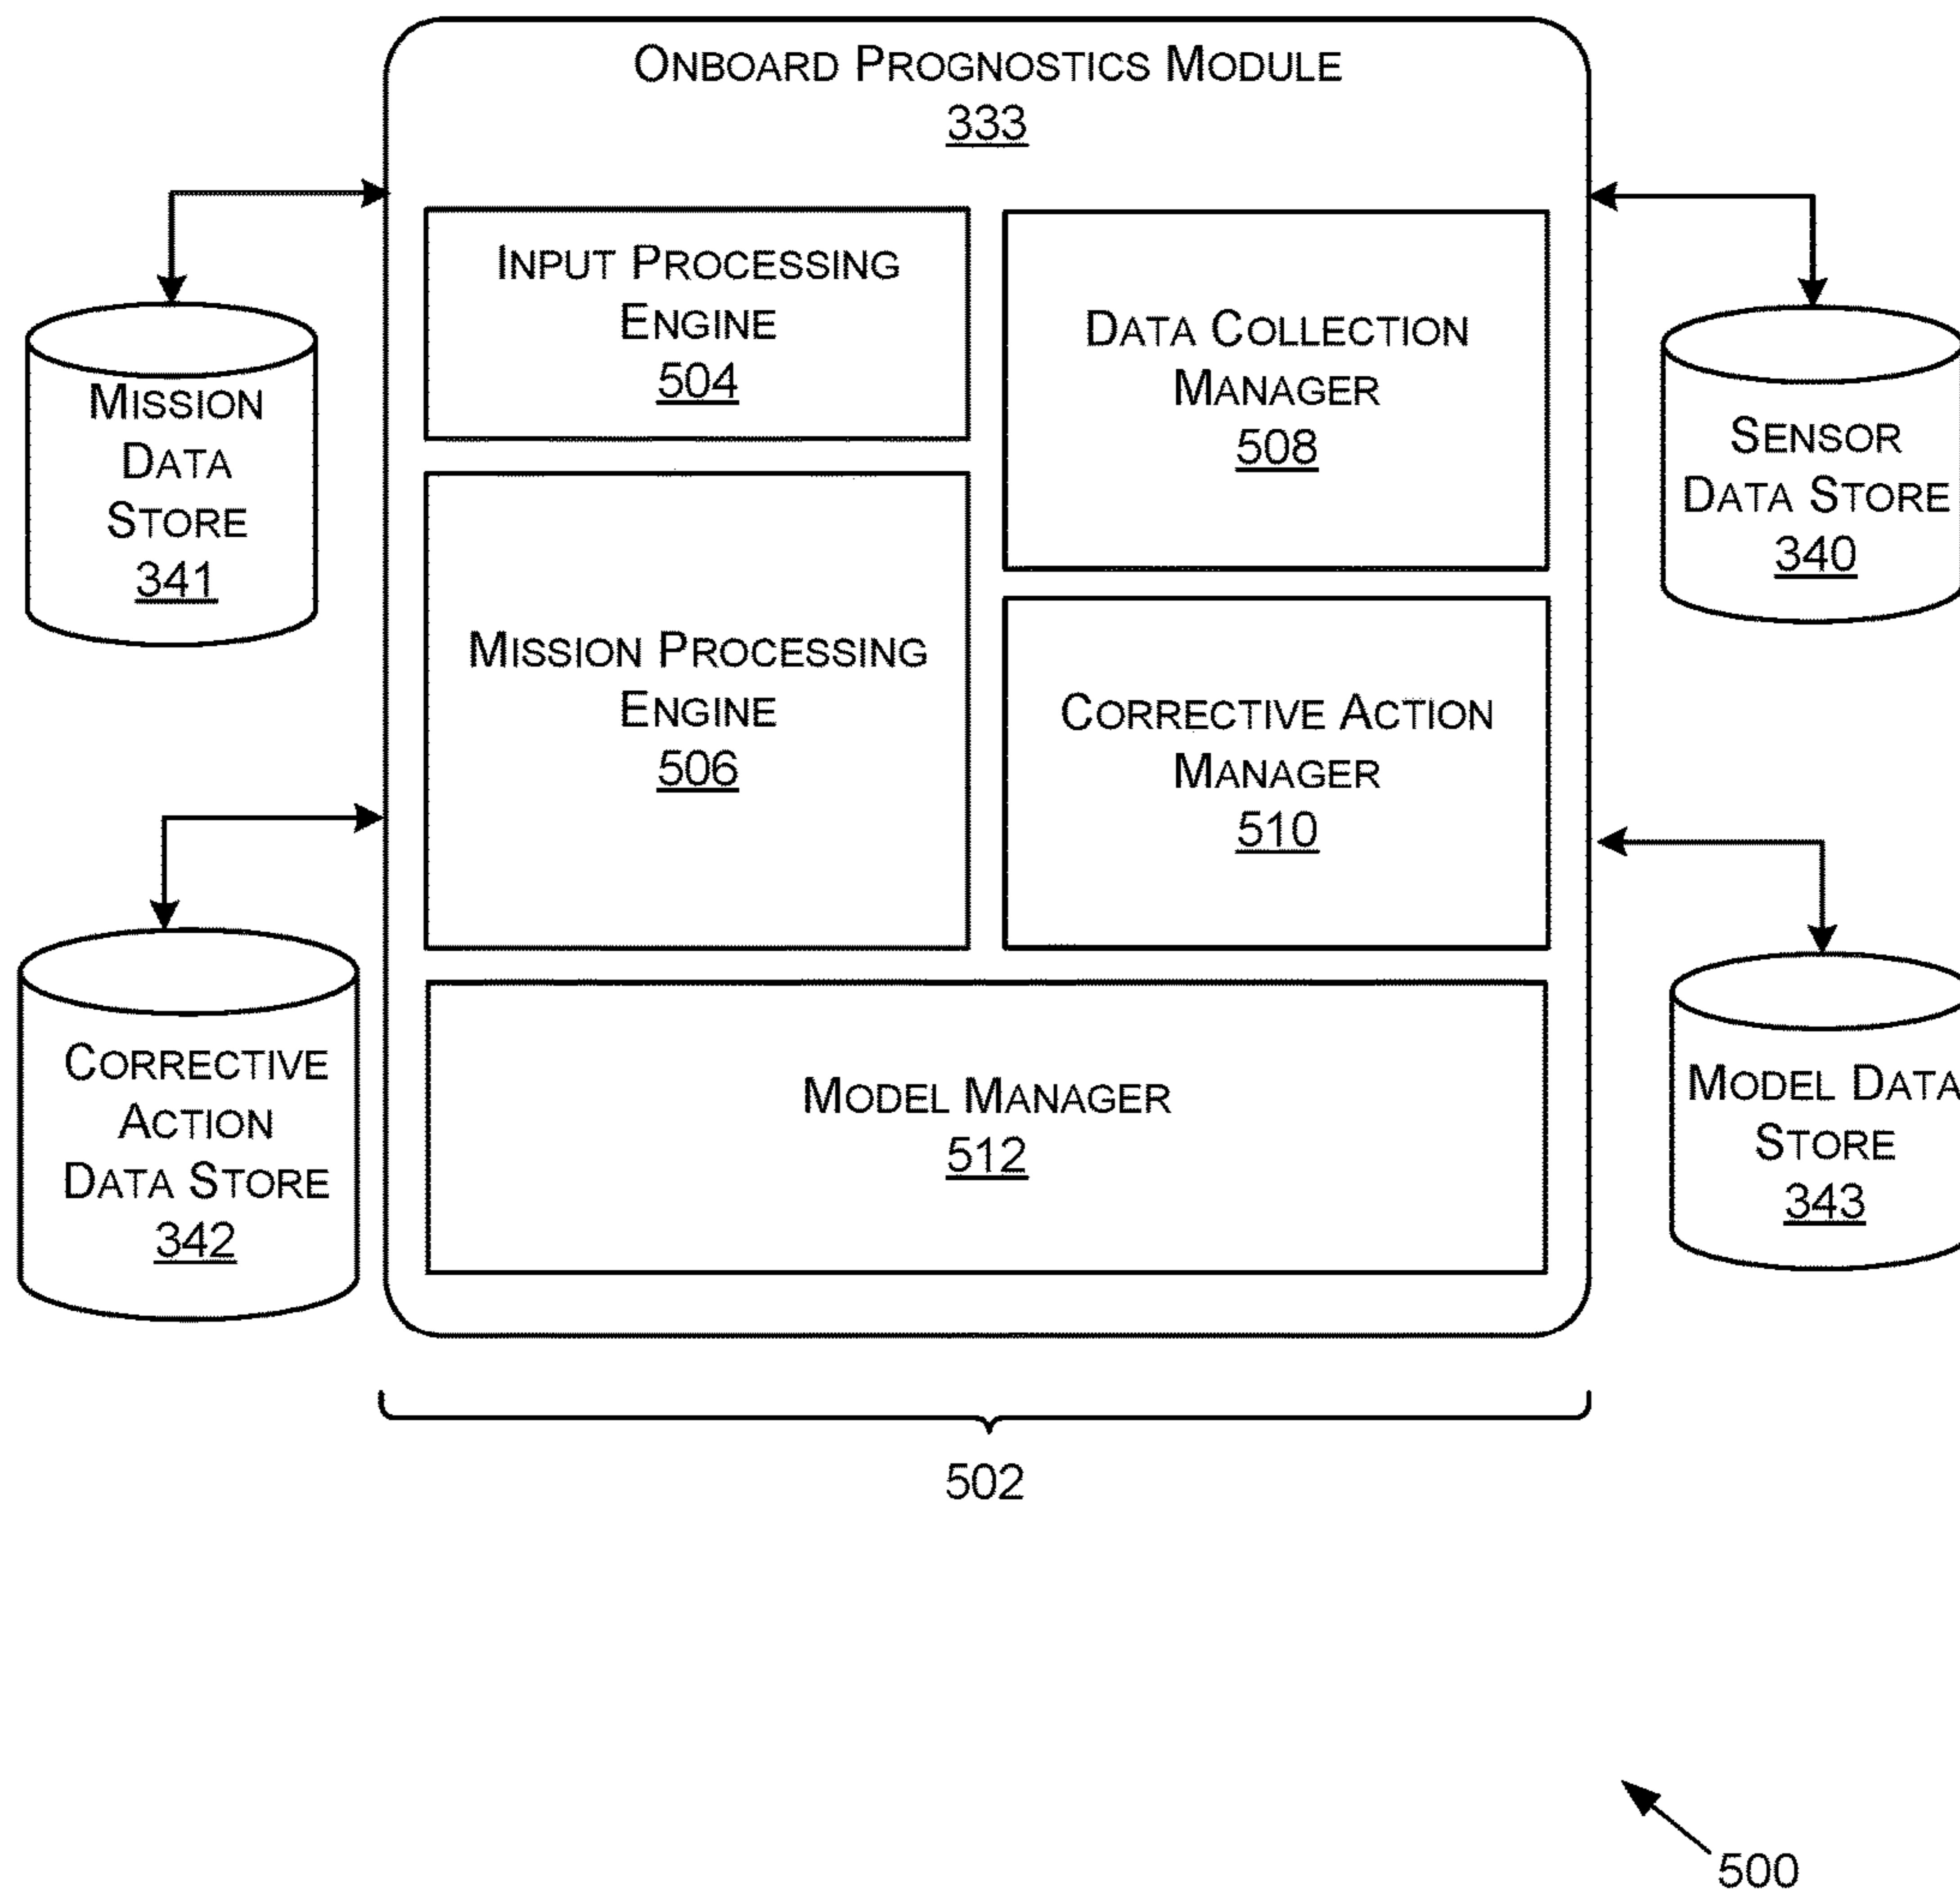 ONBOARD PROGNOSTICS MODULE
333
INPUT PROCESSING
ENGINE
504
DATA COLLECTION
MANAGER
508
MISSION
DATA
STORE
341
SENSOR
DATA STORE
340
MISSION PROCESSING
ENGINE
506
CORRECTIVE ACTION
MANAGER
510
CORRECTIVE
ACTION
DATA STORE
342
MODEL MANAGER
512
MODEL DATA
STORE
343
502
500